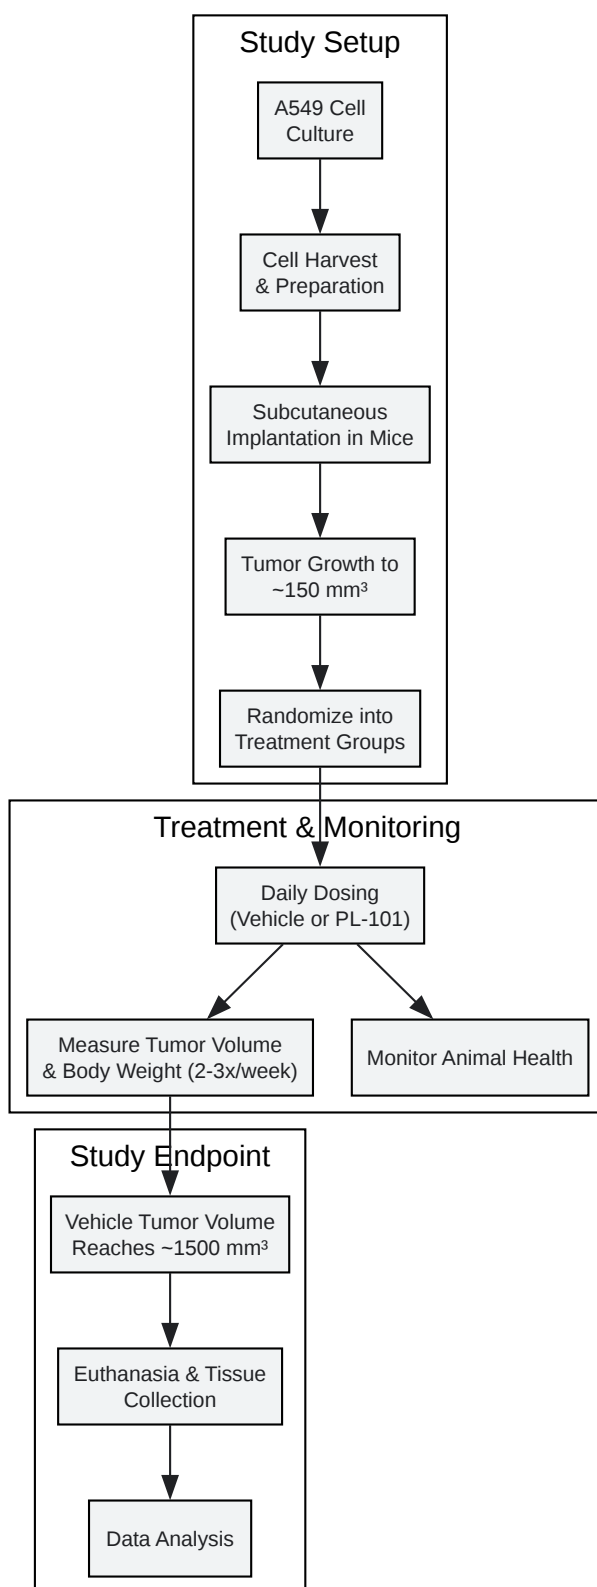 Study Setup
A549 Cell
Culture
Cell Harvest
& Preparation
Subcutaneous
Implantation in Mice
Tumor Growth to
~150 mm³
Randomize into
Treatment Groups
Treatment & Monitoring
Daily Dosing
(Vehicle or PL-101)
Measure Tumor Volume
& Body Weight (2-3x/week)
Monitor Animal Health
Study Endpoint
Vehicle Tumor Volume
Reaches ~1500 mm³
Euthanasia & Tissue
Collection
Data Analysis